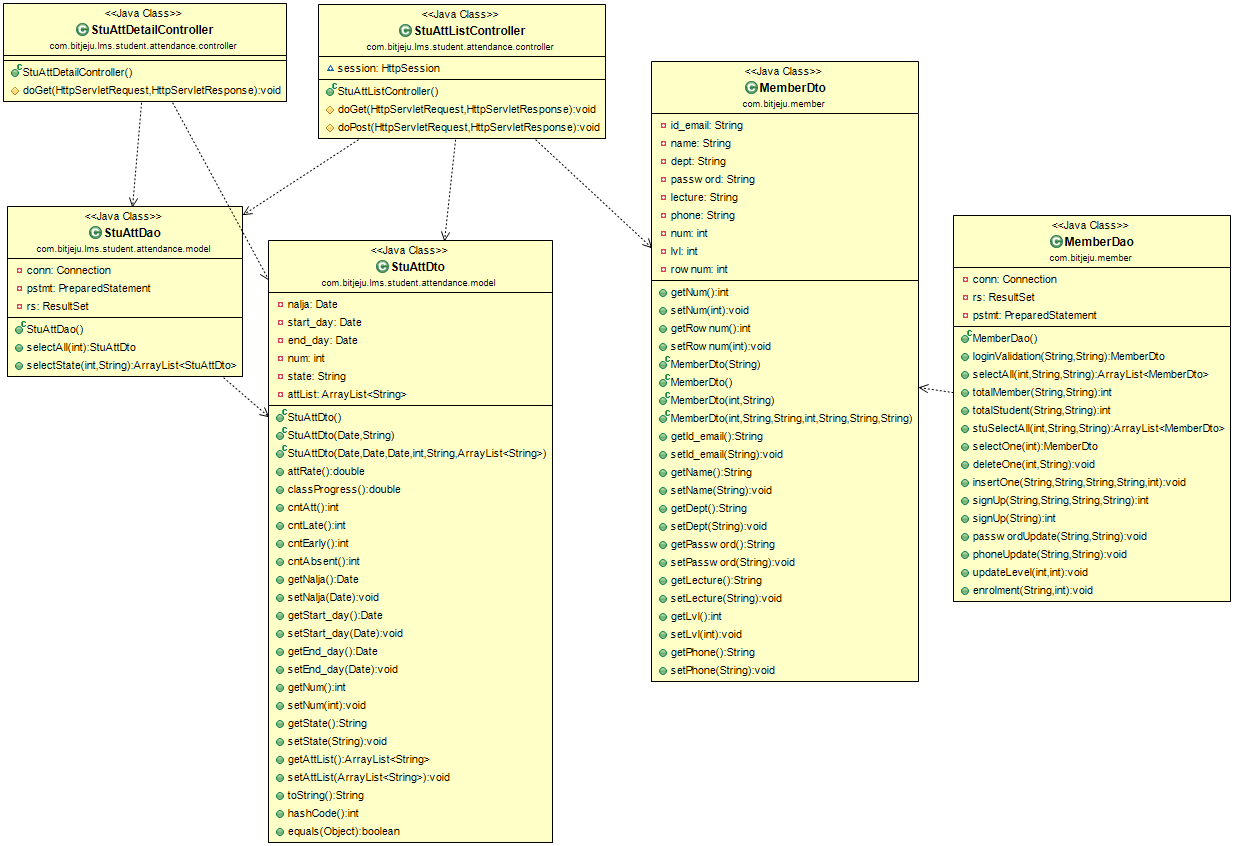 <<Java Class>>
StuAttDetailController
com.bitjeju.lms.student.attendance.controller
StuAttDetailController()
doGet(HttpServletRequest,HttpServletResponse):void
<<Java Class>>
StuAttListController
com.bitjeju.lms.student.attendance.controller
session: HttpSession
StuAttListController()
doGet(HttpServletRequest,HttpServletResponse):void
doPost(HttpServletRequest,HttpServletResponse):void
<<Java Class>>
StuAttDao
com.bitjeju.lms.student.attendance.model
conn: Connection
pstmt: PreparedStatement
rs: ResultSet
StuAttDao()
selectAll(int):StuAttDto
selectState(int,String):ArrayList<StuAttDto>
<<Java Class>>
StuAttDto
com.bitjeju.lms.student.attendance.model
nalja: Date
start_day: Date
end_day: Date
num: int
state: String
attList: ArrayList<String>
StuAttDto()
StuAttDto(Date,String)
StuAttDto(Date,Date,Date,int,String,ArrayList<String>)
attRate():double
classProgress():double
cntAtt():int
cntLate():int
cntEarly():int
cntAbsent():int
getNalja():Date
setNalja(Date):void
getStart_day():Date
setStart_day(Date):void
getEnd_day():Date
setEnd_day(Date):void
getNum():int
setNum(int):void
getState():String
setState(String):void
getAttList():ArrayList<String>
setAttList(ArrayList<String>):void
toString():String
hashCode():int
equals(Object):boolean
<<Java Class>>
MemberDto
com.bitjeju.member
id_email: String
name: String
dept: String
passw ord: String
lecture: String
phone: String
num: int
lvl: int
row num: int
getNum():int
setNum(int):void
getRow num():int
setRow num(int):void
MemberDto(String)
MemberDto()
MemberDto(int,String)
MemberDto(int,String,String,int,String,String,String)
getId_email():String
setId_email(String):void
getName():String
setName(String):void
getDept():String
setDept(String):void
getPassw ord():String
setPassw ord(String):void
getLecture():String
setLecture(String):void
getLvl():int
setLvl(int):void
getPhone():String
setPhone(String):void
<<Java Class>>
MemberDao
com.bitjeju.member
conn: Connection
rs: ResultSet
pstmt: PreparedStatement
MemberDao()
loginValidation(String,String):MemberDto
selectAll(int,String,String):ArrayList<MemberDto>
totalMember(String,String):int
totalStudent(String,String):int
stuSelectAll(int,String,String):ArrayList<MemberDto>
selectOne(int):MemberDto
deleteOne(int,String):void
insertOne(String,String,String,String,int):void
signUp(String,String,String,String):int
signUp(String):int
passw ordUpdate(String,String):void
phoneUpdate(String,String):void
updateLevel(int,int):void
enrolment(String,int):void